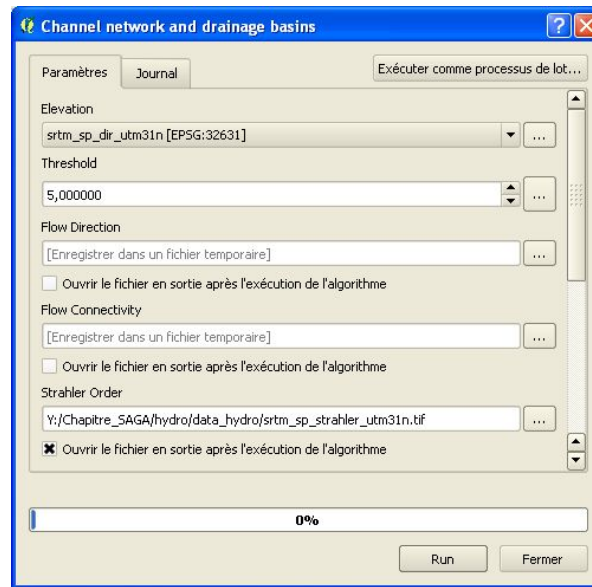 Channel network and drainage basins
Paramètres
Journal
Exécuter comme processus de lot...
Elevation
srtm_sp_dir_utm31n [EPSG:32631]
...
Threshold
5,000000
...
Flow Direction
[Enregistrer dans un fichier temporaire]
...
Ouvrir le fichier en sortie après l'exécution de l'algorithme
Flow Connectivity
[Enregistrer dans un fichier temporaire]
...
Ouvrir le fichier en sortie après l'exécution de l'algorithme
Strahler Order
Y:/Chapitre_SAGA/hydro/data_hydro/srtm_sp_strahler_utm31n.tif
...
Ouvrir le fichier en sortie après l'exécution de l'algorithme
0%
Run
Fermer